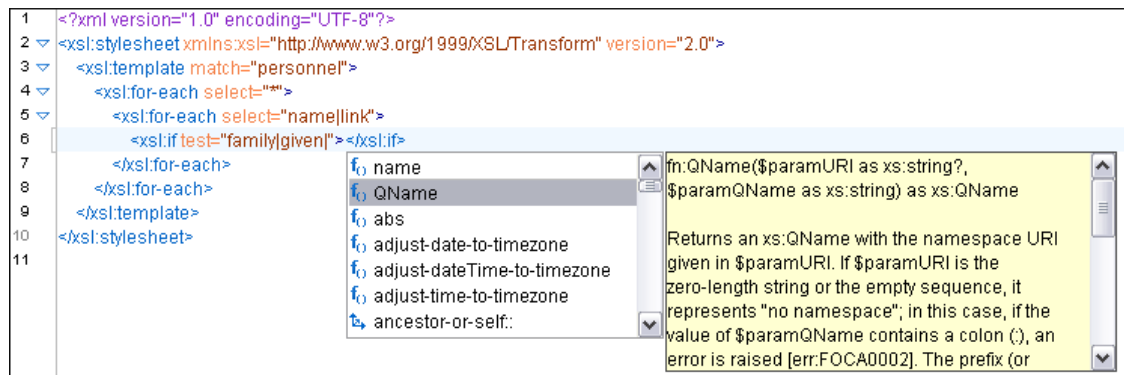 1 <?xml version="1.0" encoding="UTF-8"?>
2 <xsl:stylesheet xmlns:xsl="http://www.w3.org/1999/XSL/Transform" version="2.0">
3 <xsl:template match="personnel">
4 <xsl:for-each select="*">
5 <xsl:for-each select="name|link">
6 <xsl:if test="family|given|"></xsl:if>
7 </xsl:for-each>
8 </xsl:for-each>
9 </xsl:template>
10 </xsl:stylesheet>
11
f() name
f() QName
f() abs
f() adjust-date-to-timezone
f() adjust-dateTime-to-timezone
f() adjust-time-to-timezone
ancestor-or-self::
fn:QName($paramURI as xs:string?,
$paramQName as xs:string) as xs:QName
Returns an xs:QName with the namespace URI
given in $paramURI. If $paramURI is the
zero-length string or the empty sequence, it
represents "no namespace"; in this case, if the
value of $paramQName contains a colon (:), an
error is raised [err:FOCA0002]. The prefix (or